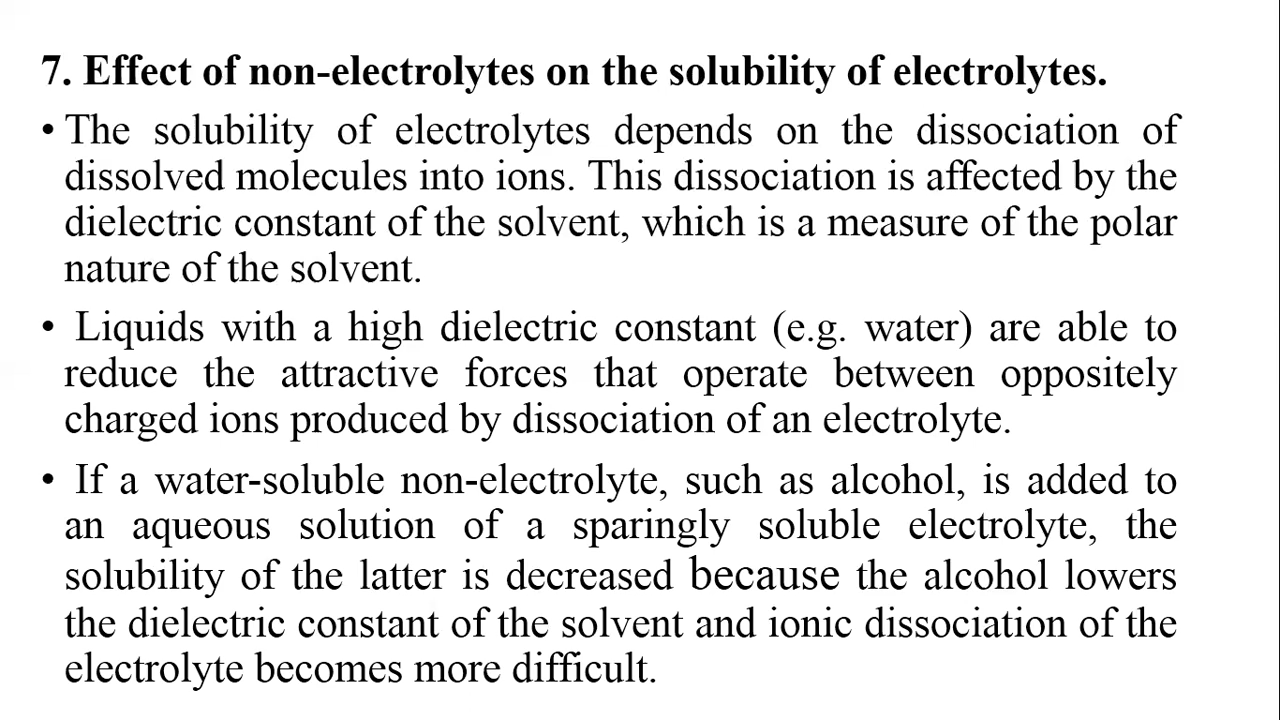 7. Effect of non-electrolytes on the solubility of electrolytes.
• The solubility of electrolytes depends on the dissociation of
dissolved molecules into ions. This dissociation is affected by the
dielectric constant of the solvent, which is a measure of the polar
nature of the solvent.
• Liquids with a high dielectric constant (e.g. water) are able to
reduce the attractive forces that operate between oppositely
charged ions produced by dissociation of an electrolyte.
• If a water-soluble non-electrolyte, such as alcohol, is added to
an aqueous solution of a sparingly soluble electrolyte, the
solubility of the latter is decreased because the alcohol lowers
the dielectric constant of the solvent and ionic dissociation of the
electrolyte becomes more difficult.